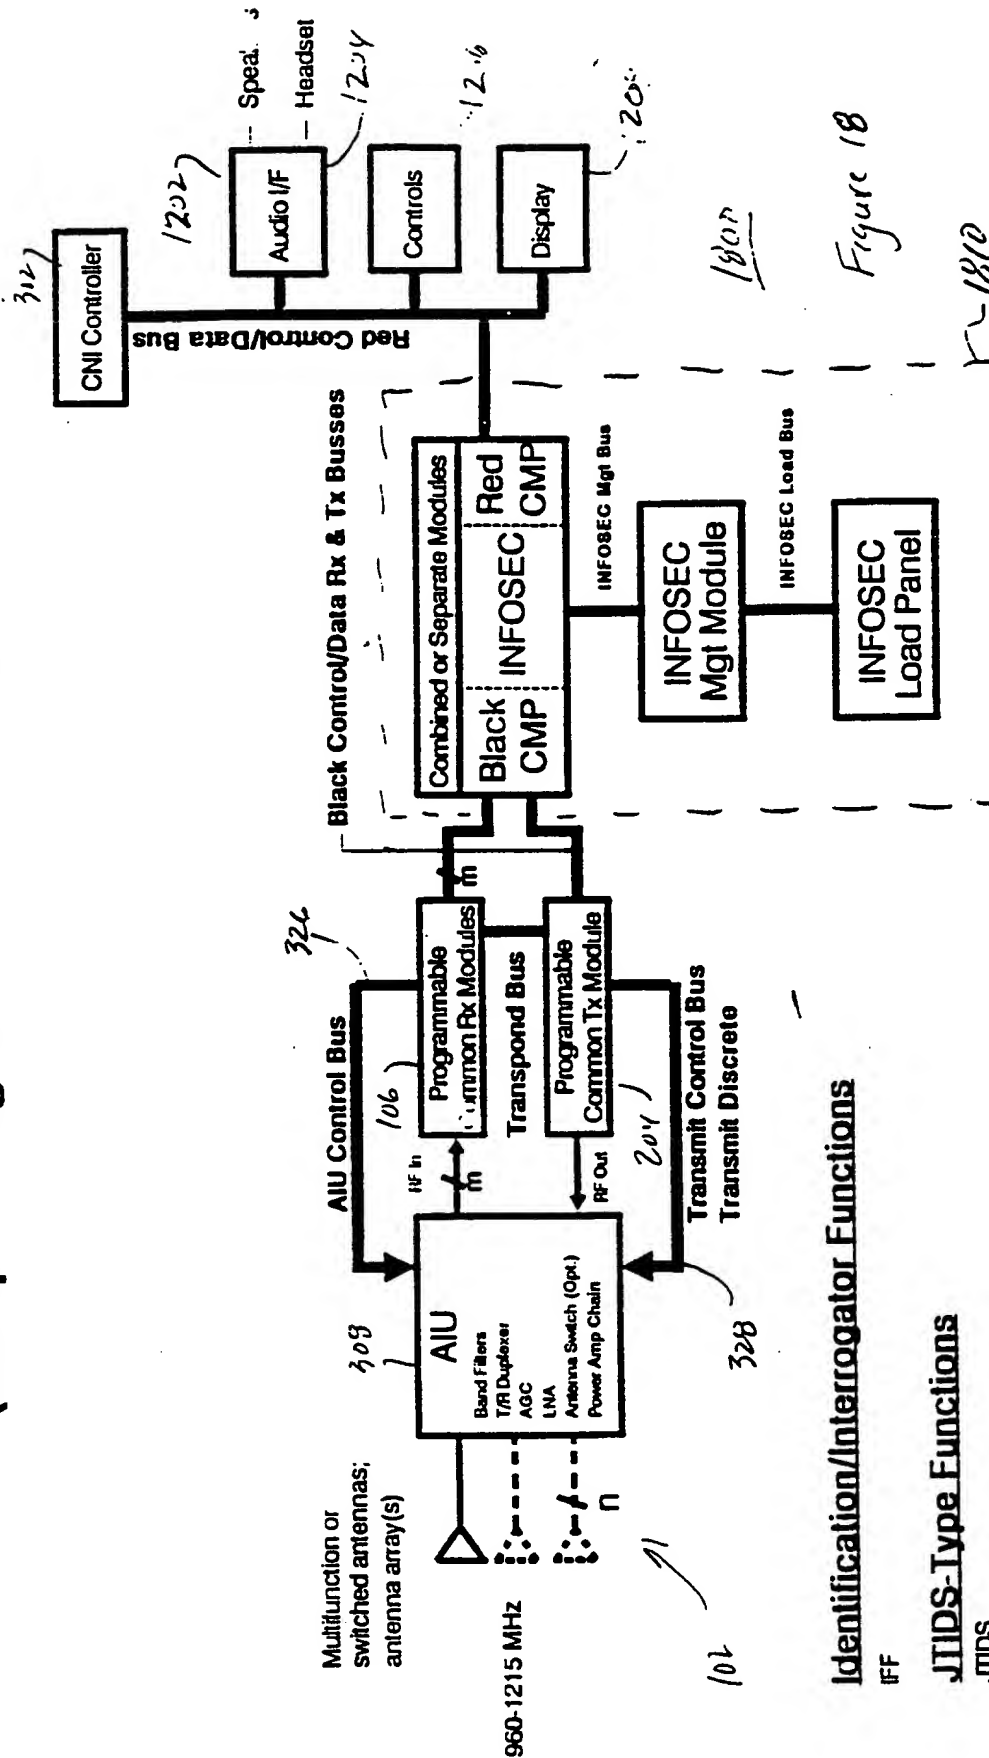 312
CNI Controller
1202
Audio I/F
Headset
1204
Controls
Display
Red Control/Data Bus
Black Control/Data Rx & Tx Busses
Combined or Separate Modules
Black
CMP
INFOSEC
Red
CMP
INFOSEC Mgt Bus
INFOSEC
Mgt Module
INFOSEC Load Bus
INFOSEC
Load Panel
1800
Figure 18
1810
326
AIU Control Bus
106
Programmable
Common Rx Modules
m
RF In
m
Transpond Bus
Programmable
Common Tx Module
RF Out
204
Transmit Control Bus
Transmit Discrete
328
308
AIU
Band Filters
T/R Duplexer
AGC
LNA
Antenna Switch (Opt.)
Power Amp Chain
Multifunction or
switched antennas;
antenna array(s)
960-1215 MHz
n
102
Identification/Interrogator Functions
IFF
JTIDS-Type Functions
JTIDS